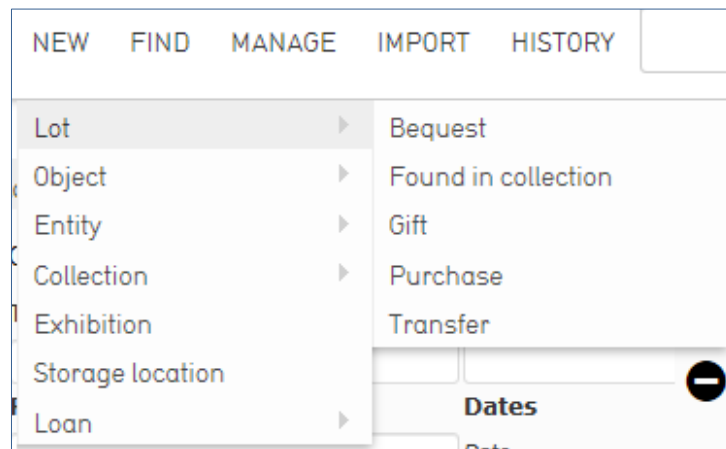 NEW FIND MANAGE IMPORT HISTORY
Lot
Object
Entity
Collection
Exhibition
Storage location
Loan
Bequest
Found in collection
Gift
Purchase
Transfer
Dates